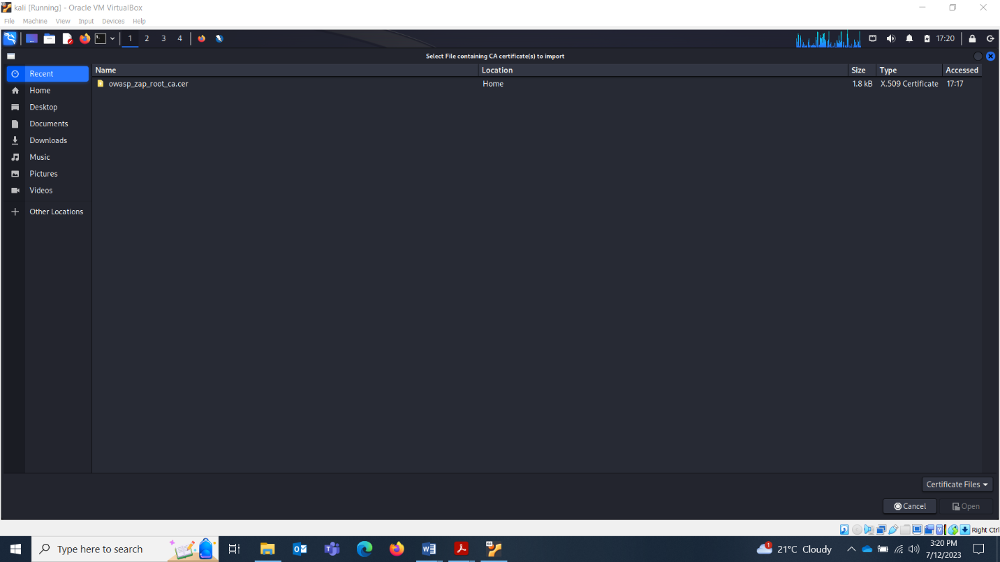 kali [Running] - Oracle VM VirtualBox
File Machine View Input Devices Help
1 2 3 4 17:20
Select File containing CA certificate(s) to import
Name Location Size Type Accessed
owasp_zap_root_ca.cer Home 1.8 kB X.509 Certificate 17:17
Recent
Home
Desktop
Documents
Downloads
Music
Pictures
Videos
Other Locations
Certificate Files
Cancel Open
Right Ctrl
Type here to search
1
21°C Cloudy
3:20 PM
7/12/2023